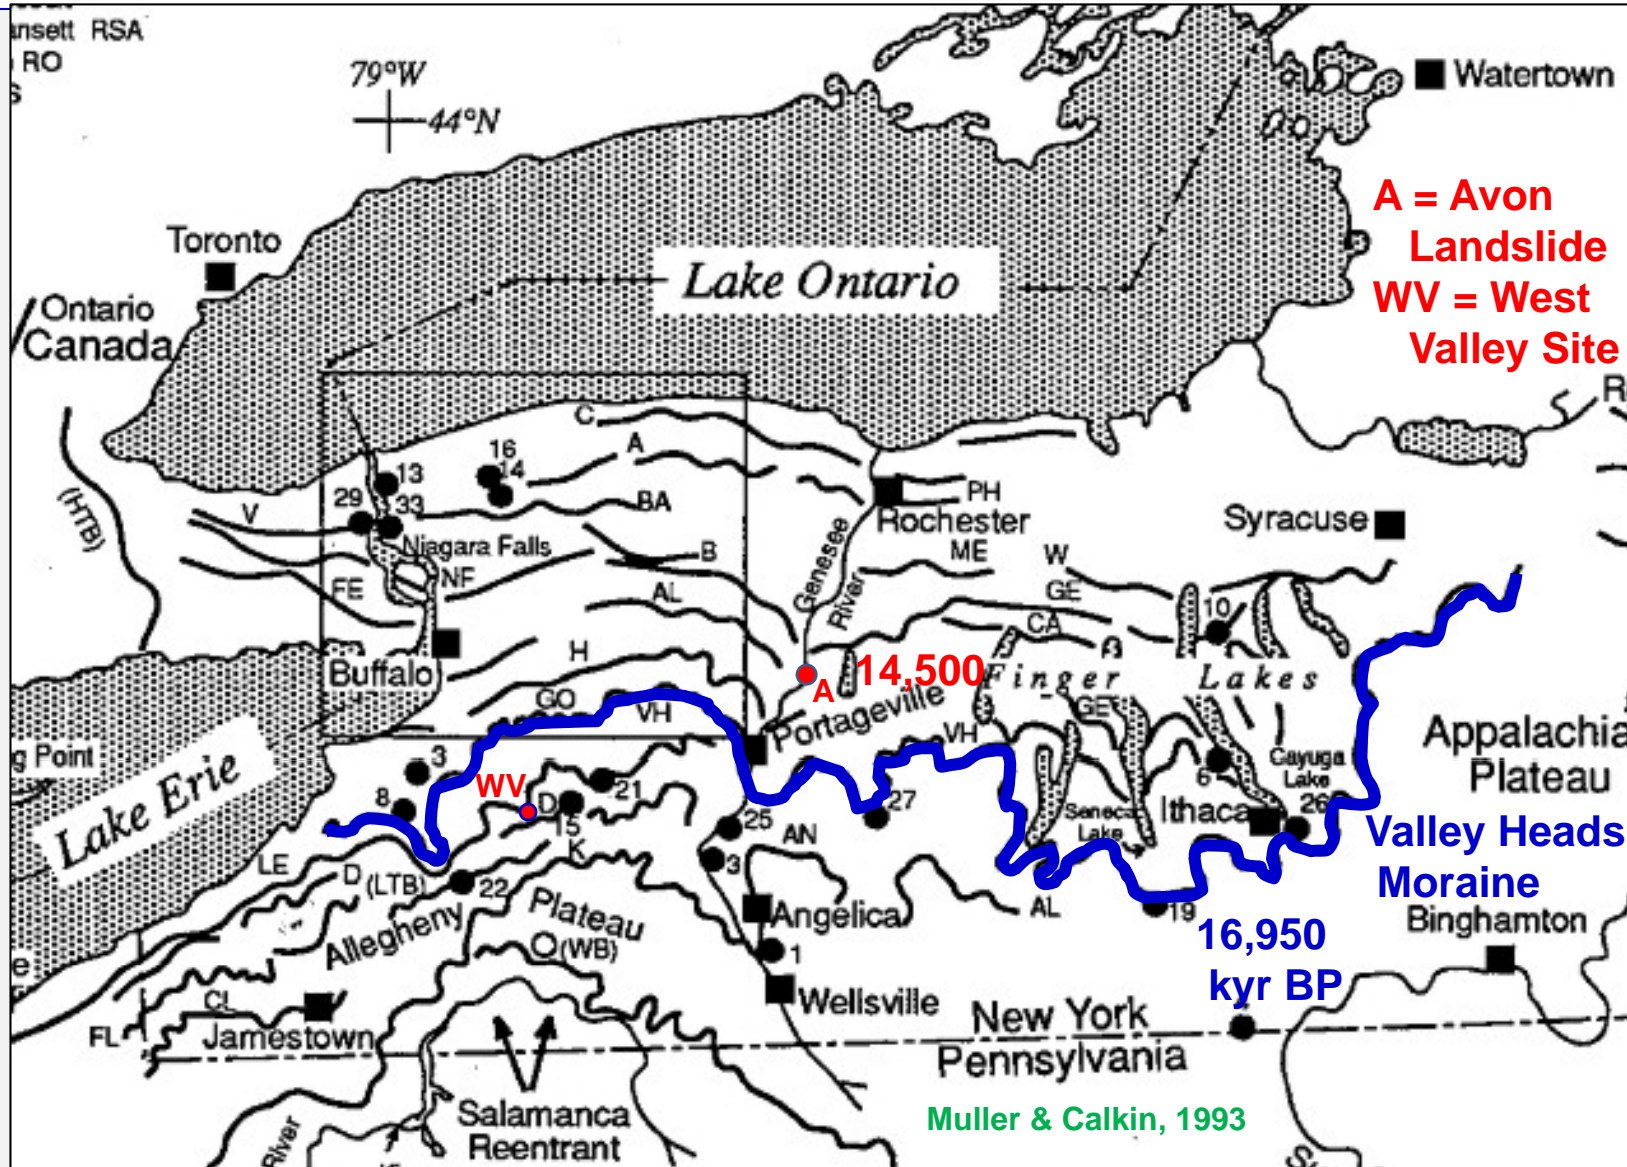 ansett RSA
RO
S
79°W
44°N
Watertown
A = Avon
Landslide
WV = West
Valley Site
Toronto
Lake Ontario
Ontario
Canada
C
A
16
14
13
29
33
V
BA
(HTB)
PH
Rochester
Syracuse
Niagara Falls
B
ME
W
NF
FE
AL
Genesee
River
GE
10
CA
Buffalo
H
14,500
A
Finger Lakes
GO
VH
Portageville
GE
VH
Appalachia
Plateau
g Point
Lake Erie
3
WV
8
D
21
15
6
Cayuga
Lake
27
25
Seneca
Lake
Ithaca
26
Valley Heads
Moraine
LE
D
(LTB)
K
3
AN
22
Allegheny
Plateau
Angelica
AL
19
16,950
kyr BP
Binghamton
O (WB)
1
e
CL
FL
Jamestown
Wellsville
New York
Pennsylvania
Salamanca
Reentrant
River
Muller & Calkin, 1993